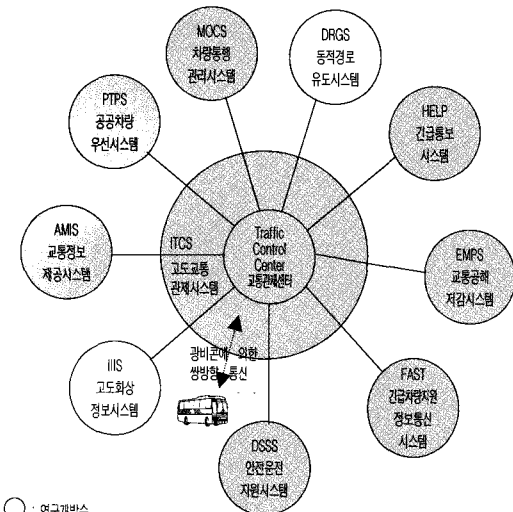 MOCS
차량통행
관리시스템
DRGS
동적경로
유도시스템
PTPS
공공차량
우선시스템
HELP
긴급통보
시스템
AMIS
교통정보
제공시스템
ITCS
고도교통
관제시스템
Traffic
Control
Center
교통관제센터
EMPS
교통공해
저감시스템
IIIS
고도화상
정보시스템
광비콘에 의한
쌍방향 통신
FAST
긴급차량지원
정보통신
시스템
DSSS
안전운전
지원시스템
: 연구개발중